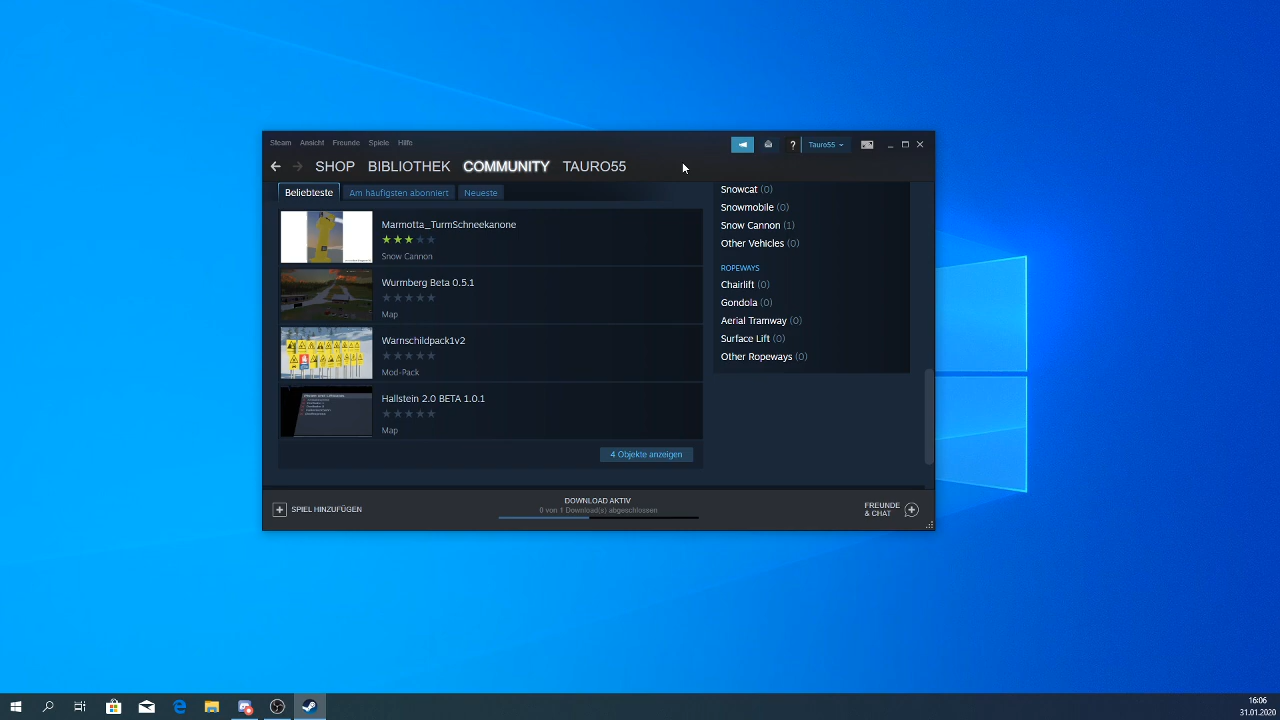 Steam Ansicht Freunde Spiele Hilfe
? Tauro55
SHOP BIBLIOTHEK COMMUNITY TAURO55
Beliebteste Am häufigsten abonniert Neueste
Marmotta_TurmSchneekanone
Snow Cannon
Wurmberg Beta 0.5.1
Map
Warnschildpack1v2
Mod-Pack
Hallstein 2.0 BETA 1.0.1
Map
4 Objekte anzeigen
Snowcat (0)
Snowmobile (0)
Snow Cannon (1)
Other Vehicles (0)
ROPEWAYS
Chairlift (0)
Gondola (0)
Aerial Tramway (0)
Surface Lift (0)
Other Ropeways (0)
SPIEL HINZUFÜGEN
DOWNLOAD AKTIV
0 von 1 Download(s) abgeschlossen
FREUNDE
& CHAT
16:06
31.01.2020